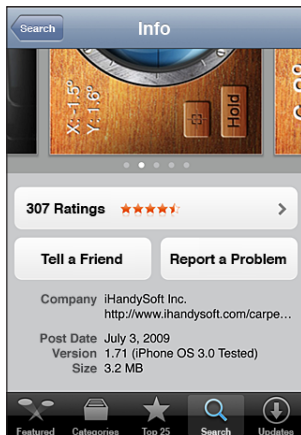 Search
Info
X: -1.5°
Y: 1.6°
Hold
307 Ratings
Tell a Friend
Report a Problem
Company iHandySoft Inc.
http://www.ihandysoft.com/carpe...
Post Date July 3, 2009
Version 1.71 (iPhone OS 3.0 Tested)
Size 3.2 MB
Featured Categories Top 25 Search Updates